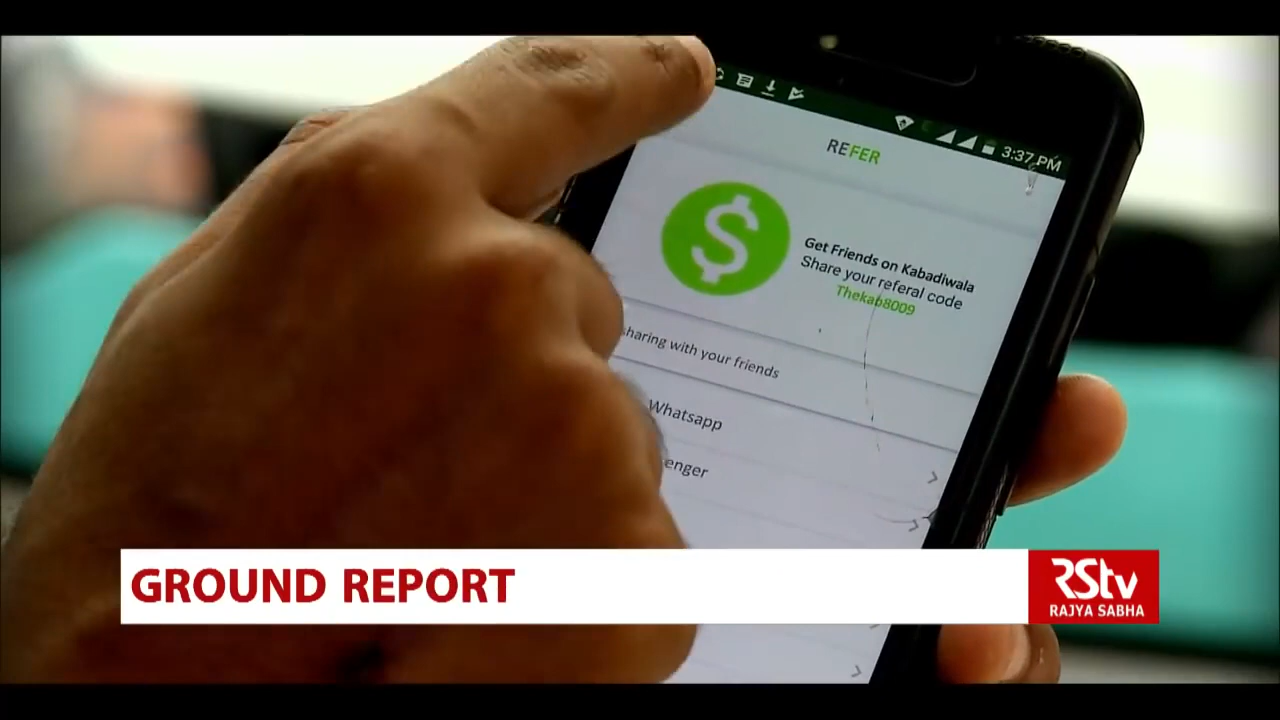 3:37 PM
REFER
Get Friends on Kabadiwala
Share your referal code
Thekab8009
sharing with your friends
Whatsapp
enger
GROUND REPORT
RStv
RAJYA SABHA